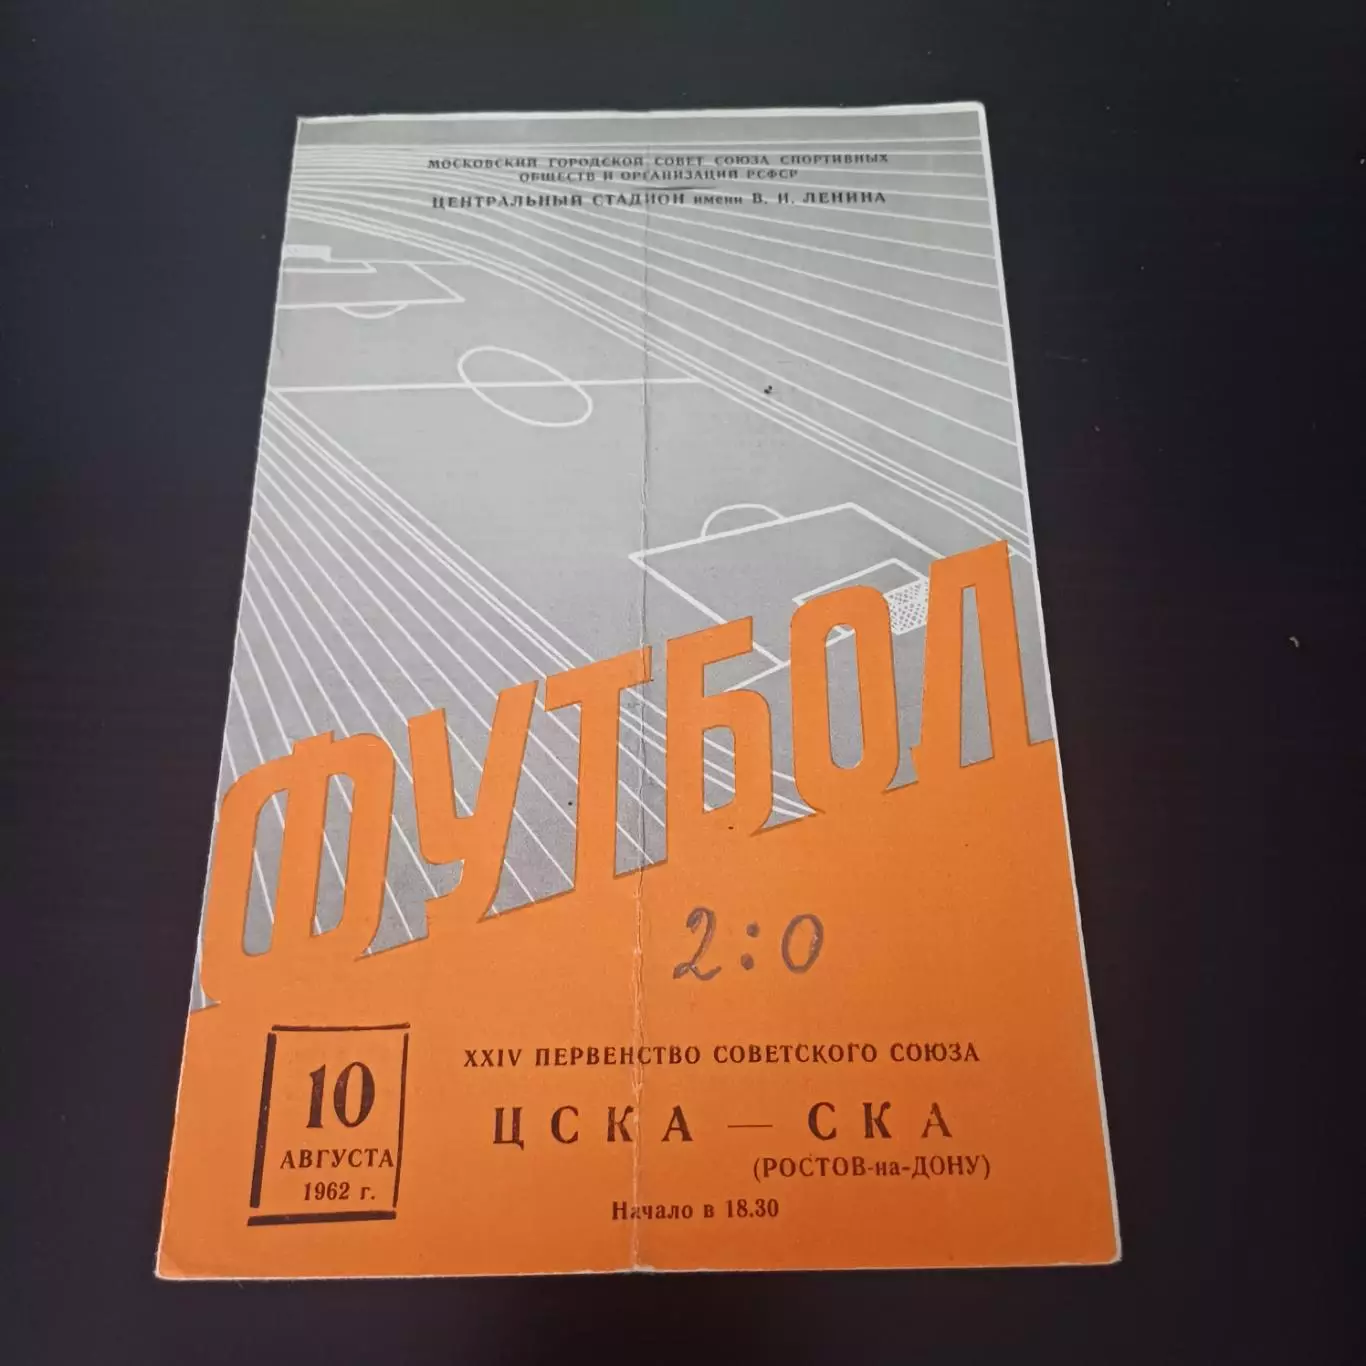 МОСКОВСКИЙ ГОРОДСКОЙ СОВЕТ СОЮЗА СПОРТИВНЫХ
ОБЩЕСТВ И ОРГАНИЗАЦИЙ РСФСР
ЦЕНТРАЛЬНЫЙ СТАДИОН имени В. И. ЛЕНИНА
ФУТБОЛ
2:0
XXIV ПЕРВЕНСТВО СОВЕТСКОГО СОЮЗА
10
АВГУСТА
1962 г.
ЦСКА — СКА
(РОСТОВ-на-ДОНУ)
Начало в 18.30